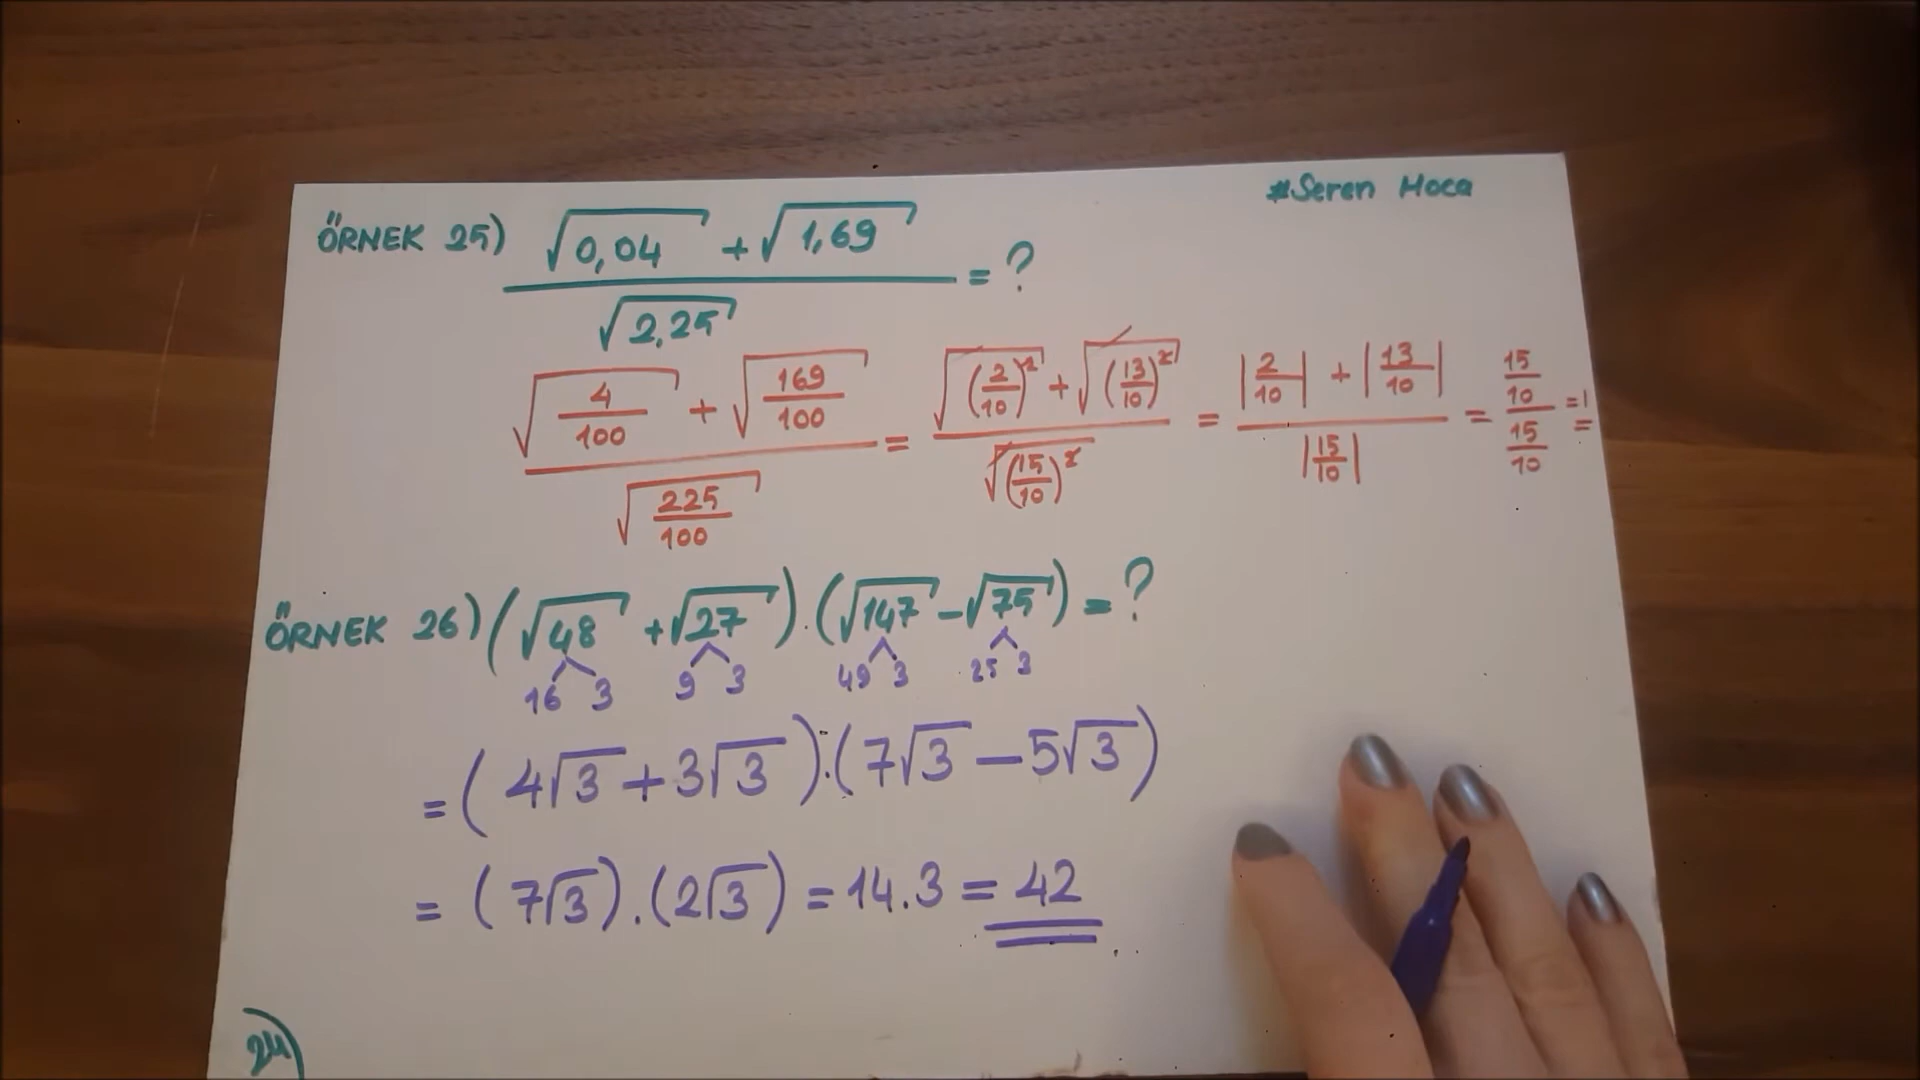 #Seren Hoca
ÖRNEK 25) (√0,04 + √1,69) / √2,25 = ?
(√(4/100) + √(169/100)) / √(225/100) = (√(2/10)² + √(13/10)²) / √(15/10)² = (|2/10| + |13/10|) / |15/10| = (15/10) / (15/10) = 1
ÖRNEK 26) (√48 + √27) . (√147 - √75) = ?
16 3 9 3 49 3 25 3
= (4√3 + 3√3) . (7√3 - 5√3)
= (7√3) . (2√3) = 14.3 = 42
24